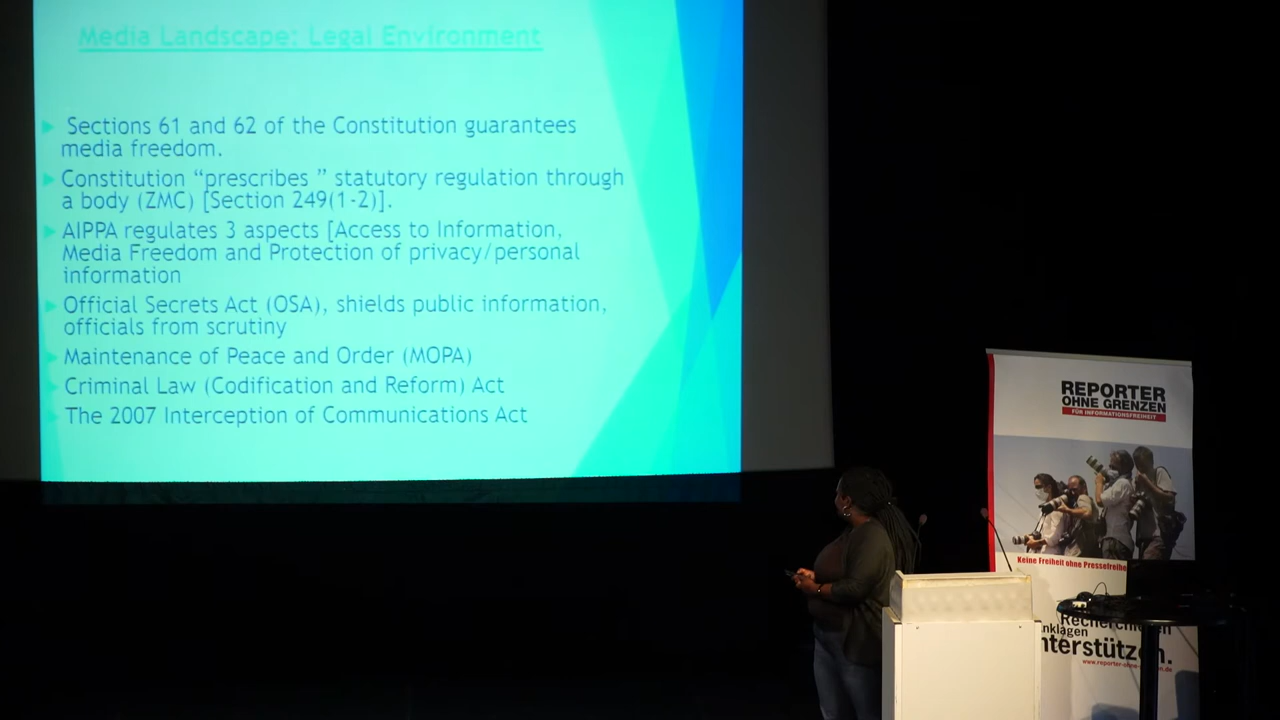 Media Landscape: Legal Environment
Sections 61 and 62 of the Constitution guarantees
media freedom.
Constitution “prescribes ” statutory regulation through
a body (ZMC) [Section 249(1-2)].
AIPPA regulates 3 aspects [Access to Information,
Media Freedom and Protection of privacy/personal
information
Official Secrets Act (OSA), shields public information,
officials from scrutiny
Maintenance of Peace and Order (MOPA)
Criminal Law (Codification and Reform) Act
The 2007 Interception of Communications Act
REPORTER
OHNE GRENZEN
FÜR INFORMATIONSFREIHEIT
Keine Freiheit ohne Pressefreihe